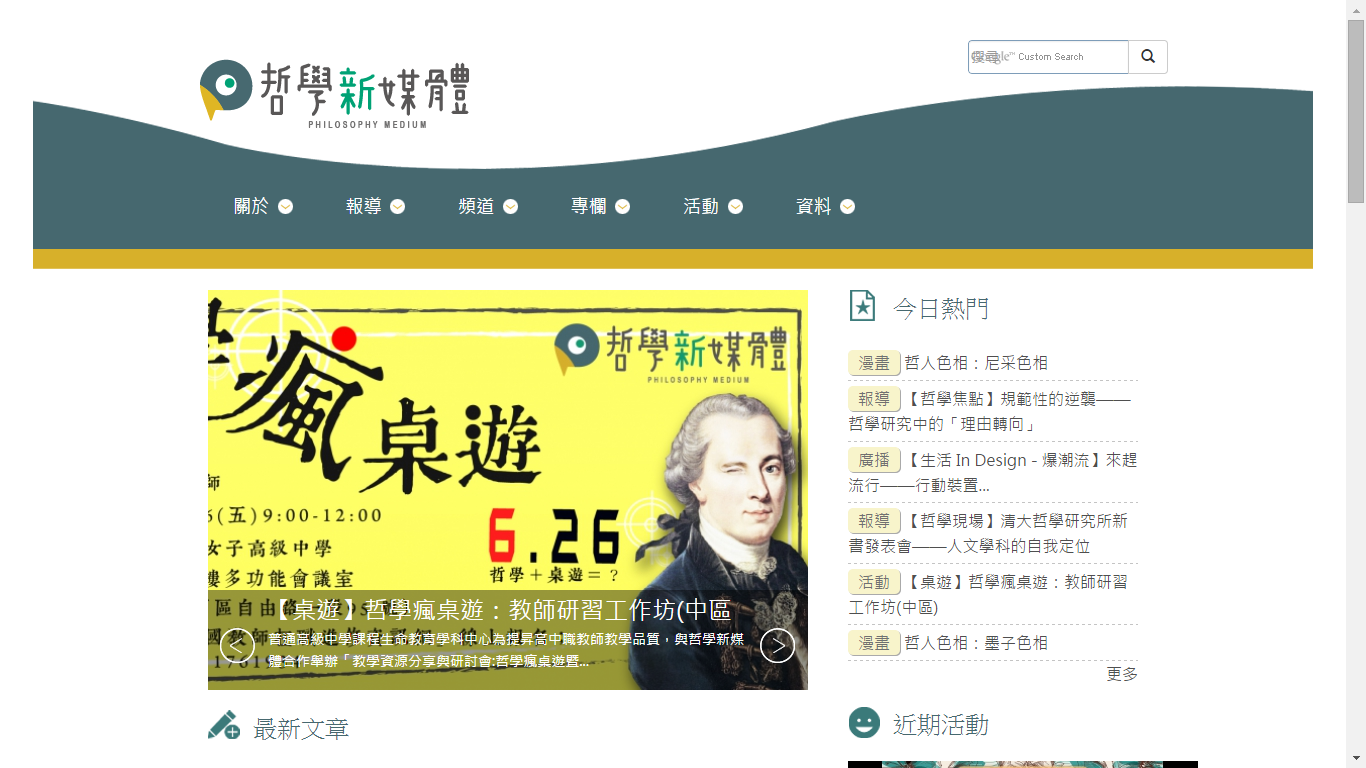 哲學新媒體
PHILOSOPHY MEDIUM
搜尋 Custom Search
關於
報導
頻道
專欄
活動
資料
哲學新媒體
PHILOSOPHY MEDIUM
瘋桌遊
師
6(五)9:00-12:00
女子高級中學
樓多功能會議室
6.26
哲學+桌遊=?
【桌遊】哲學瘋桌遊：教師研習工作坊(中區
普通高級中學課程生命教育學科中心為提昇高中職教師教學品質，與哲學新媒
體合作舉辦「教學資源分享與研討會:哲學瘋桌遊暨...
今日熱門
漫畫 哲人色相：尼采色相
報導 【哲學焦點】規範性的逆襲——
哲學研究中的「理由轉向」
廣播 【生活 In Design - 爆潮流】來趕
流行——行動裝置...
報導 【哲學現場】清大哲學研究所新
書發表會——人文學科的自我定位
活動 【桌遊】哲學瘋桌遊：教師研習
工作坊(中區)
漫畫 哲人色相：墨子色相
更多
最新文章
近期活動